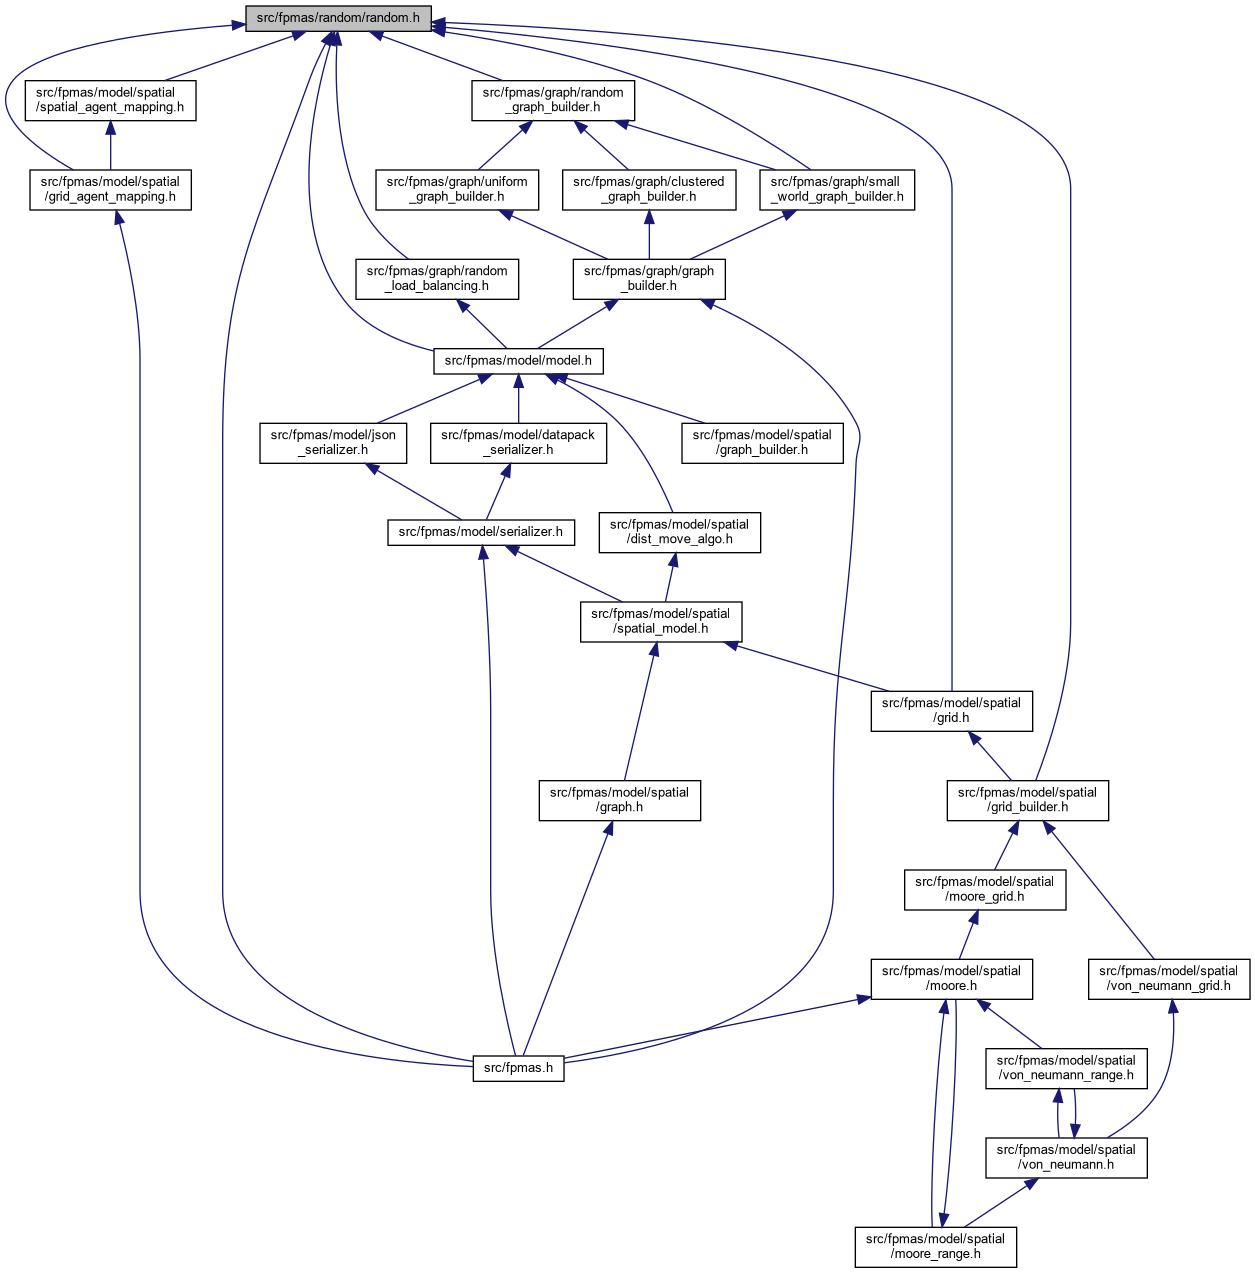 src/fpmas/random/random.h
src/fpmas/model/spatial
/spatial_agent_mapping.h
src/fpmas/graph/random
_graph_builder.h
src/fpmas/model/spatial
/grid_agent_mapping.h
src/fpmas/graph/uniform
_graph_builder.h
src/fpmas/graph/clustered
_graph_builder.h
src/fpmas/graph/small
_world_graph_builder.h
src/fpmas/graph/random
_load_balancing.h
src/fpmas/graph/graph
_builder.h
src/fpmas/model/model.h
src/fpmas/model/json
_serializer.h
src/fpmas/model/datapack
_serializer.h
src/fpmas/model/spatial
/graph_builder.h
src/fpmas/model/serializer.h
src/fpmas/model/spatial
/dist_move_algo.h
src/fpmas/model/spatial
/spatial_model.h
src/fpmas/model/spatial
/grid.h
src/fpmas/model/spatial
/graph.h
src/fpmas/model/spatial
/grid_builder.h
src/fpmas/model/spatial
/moore_grid.h
src/fpmas/model/spatial
/moore.h
src/fpmas/model/spatial
/von_neumann_grid.h
src/fpmas.h
src/fpmas/model/spatial
/von_neumann_range.h
src/fpmas/model/spatial
/von_neumann.h
src/fpmas/model/spatial
/moore_range.h